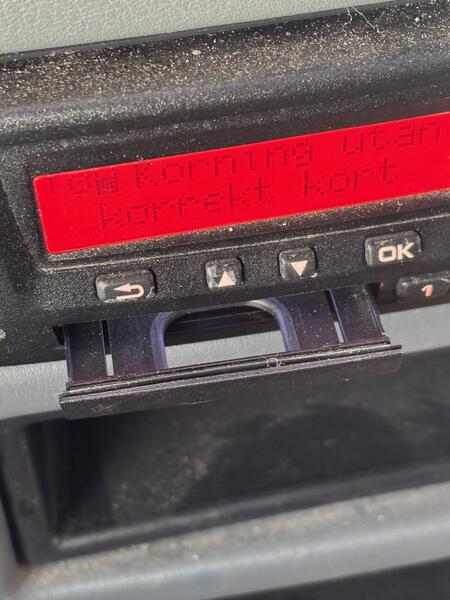 Körning utan
korrekt kort
OK
1